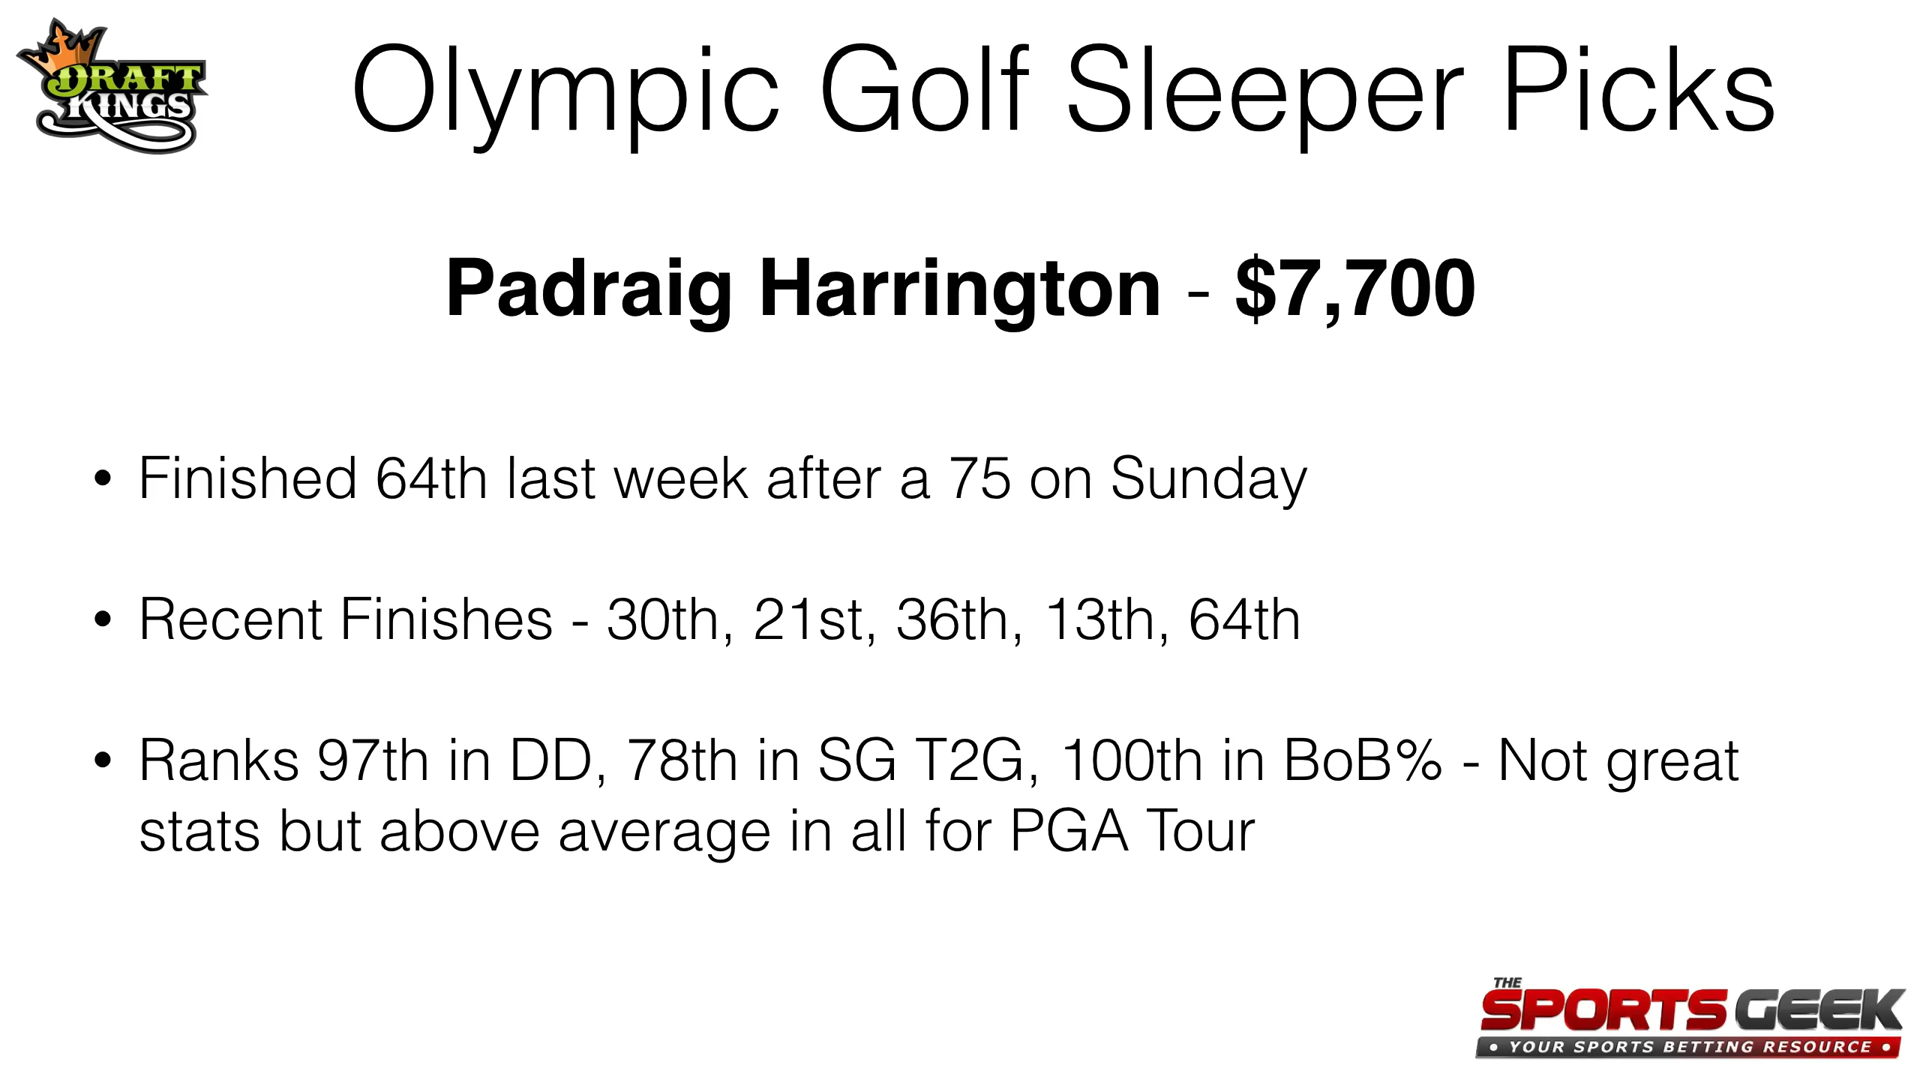 DRAFT
KINGS
Olympic Golf Sleeper Picks
Padraig Harrington - $7,700
• Finished 64th last week after a 75 on Sunday
• Recent Finishes - 30th, 21st, 36th, 13th, 64th
• Ranks 97th in DD, 78th in SG T2G, 100th in BoB% - Not great
stats but above average in all for PGA Tour
THE
SPORTS GEEK
• YOUR SPORTS BETTING RESOURCE •